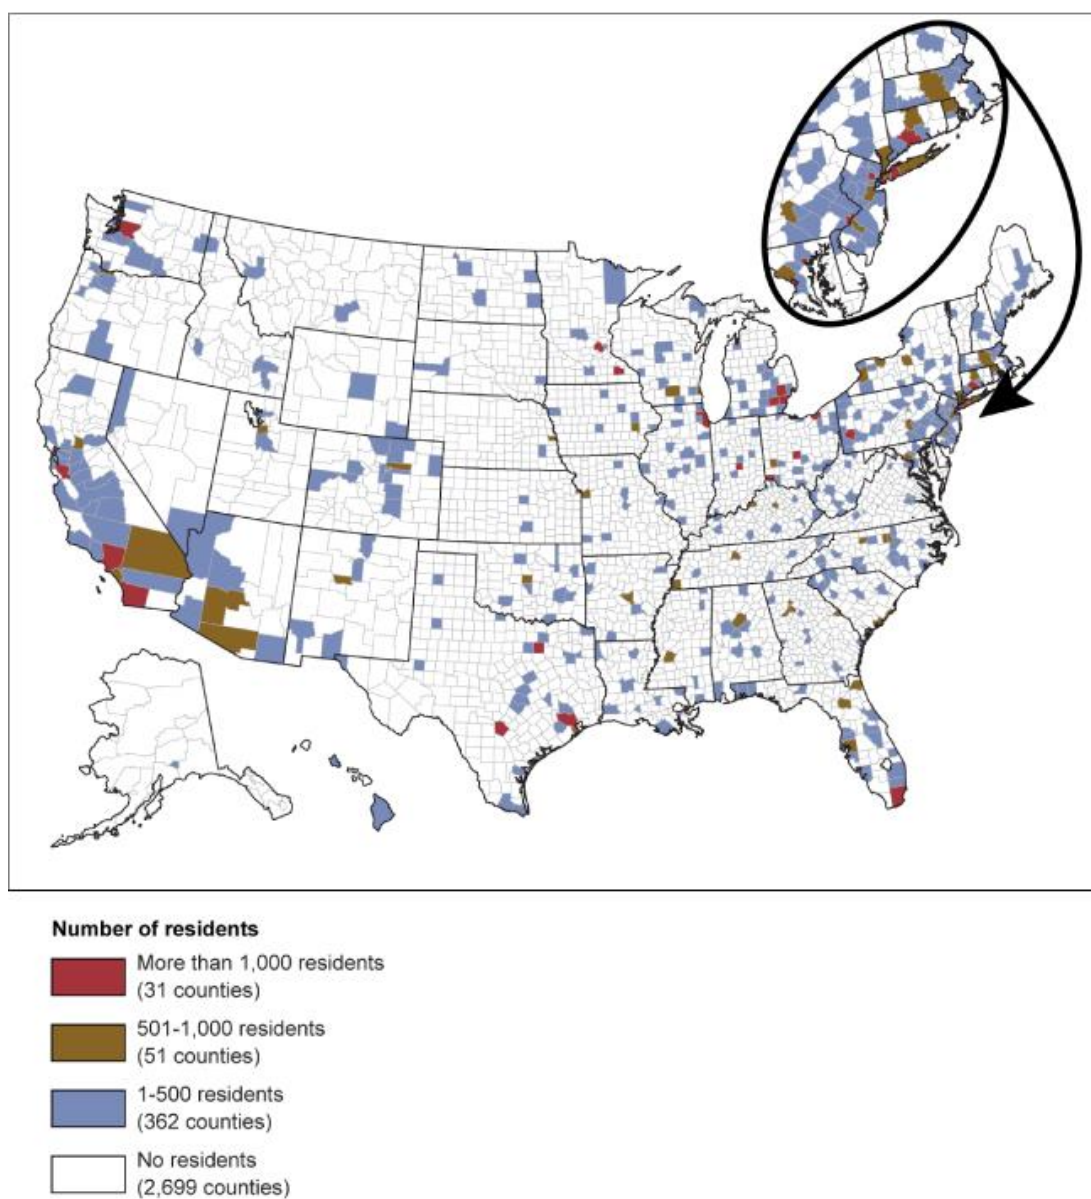 Number of residents
More than 1,000 residents
(31 counties)
501-1,000 residents
(51 counties)
1-500 residents
(362 counties)
No residents
(2,699 counties)